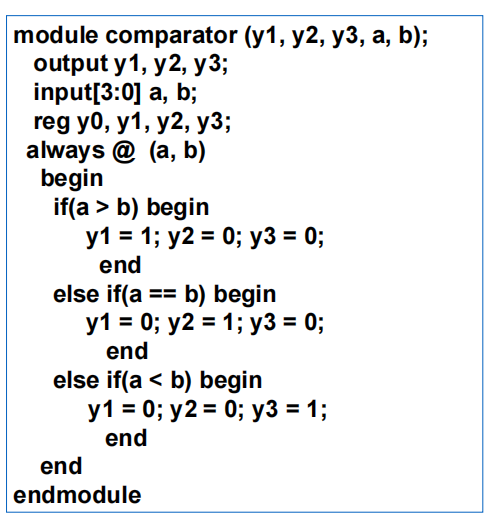 module comparator (y1, y2, y3, a, b);
output y1, y2, y3;
input[3:0] a, b;
reg y0, y1, y2, y3;
always @ (a, b)
begin
if(a > b) begin
y1 = 1; y2 = 0; y3 = 0;
end
else if(a == b) begin
y1 = 0; y2 = 1; y3 = 0;
end
else if(a < b) begin
y1 = 0; y2 = 0; y3 = 1;
end
end
endmodule